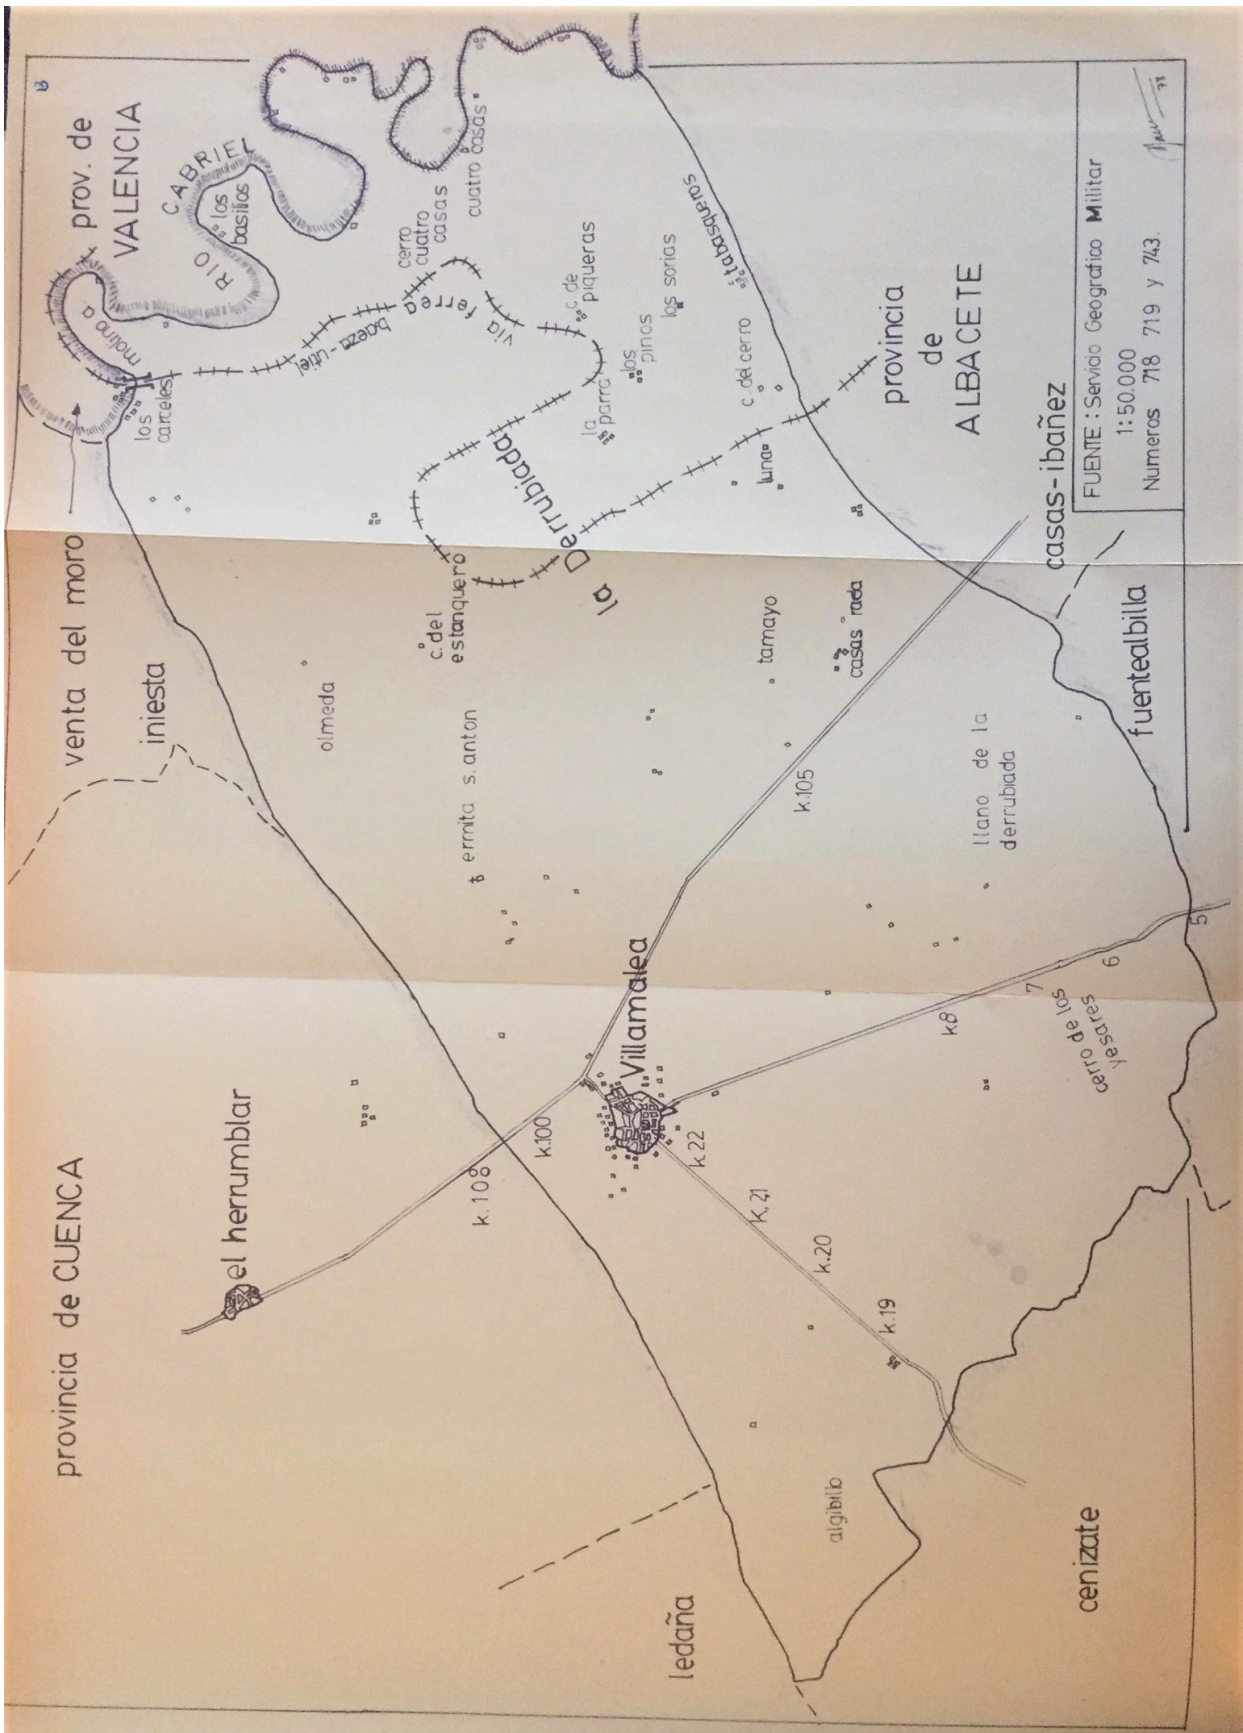 provincia de CUENCA
venta del moro
prov. de
VALENCIA
el herrumblar
iniesta
los
carceles
molinos
RIO
CABRIEL
los
basilios
olmeda
via ferrea
baeza-utiel
cerro
cuatro
casas
cuatro casas
k.108
k.100
ermita s. anton
c. del
estanquero
la Derrubiada
la
parra
c. de
piqueras
los
pinos
los sorias
tabasqueros
Villamalea
k.22
k.21
k.20
k.19
k.105
tamayo
luna
c. del cerro
casas rada
provincia
de
ALBACETE
ledaña
algibillo
k8
7
6
5
cerro de los
yesares
llano de la
derrubiada
casas-ibañez
cenizate
fuentealbilla
FUENTE: Servicio Geografico Militar
1:50.000
Numeros 718 719 y 743.
78